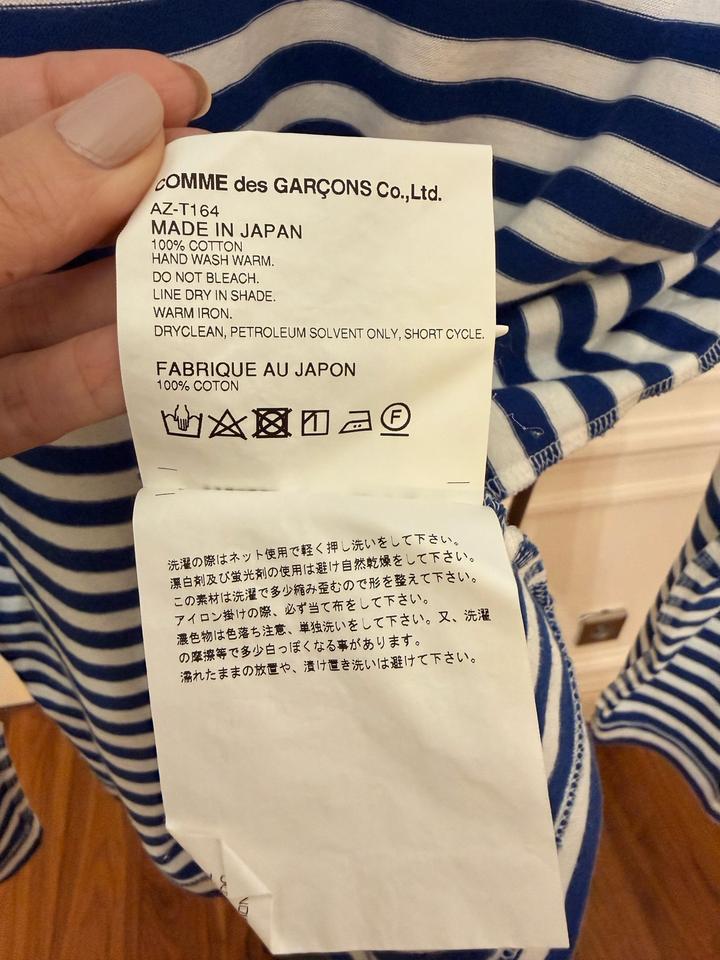 COMME des GARÇONS Co.,Ltd.
AZ-T164
MADE IN JAPAN
100% COTTON
HAND WASH WARM.
DO NOT BLEACH.
LINE DRY IN SHADE.
WARM IRON.
DRYCLEAN, PETROLEUM SOLVENT ONLY, SHORT CYCLE.
FABRIQUE AU JAPON
100% COTON
F
洗濯の際はネット使用で軽く押し洗いをして下さい。
漂白剤及び蛍光剤の使用は避け自然乾燥をして下さい。
この素材は洗濯で多少縮み歪むので形を整えて下さい。
アイロン掛けの際、必ず当て布をして下さい。
濃色物は色落ち注意、単独洗いをして下さい。又、洗濯
の摩擦等で多少白っぽくなる事があります。
濡れたままの放置や、漬け置き洗いは避けて下さい。